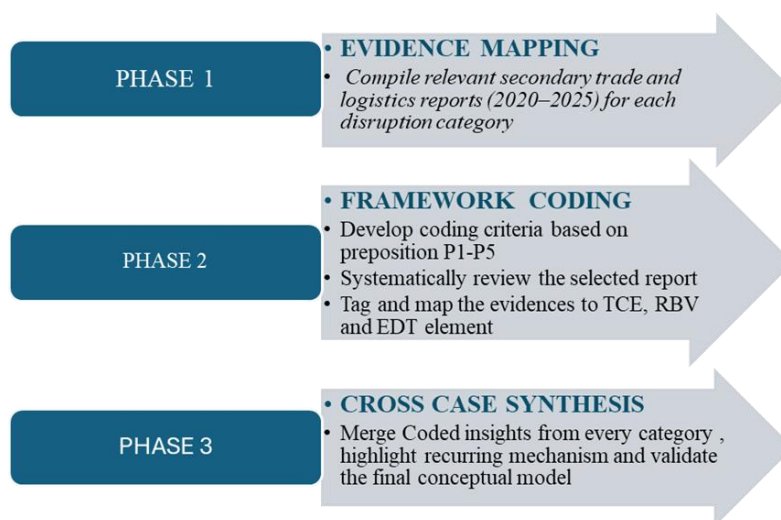 PHASE 1
• EVIDENCE MAPPING
• Compile relevant secondary trade and
logistics reports (2020–2025) for each
disruption category
PHASE 2
• FRAMEWORK CODING
• Develop coding criteria based on
preposition P1-P5
• Systematically review the selected report
• Tag and map the evidences to TCE, RBV
and EDT element
PHASE 3
• CROSS CASE SYNTHESIS
• Merge Coded insights from every category ,
highlight recurring mechanism and validate
the final conceptual model